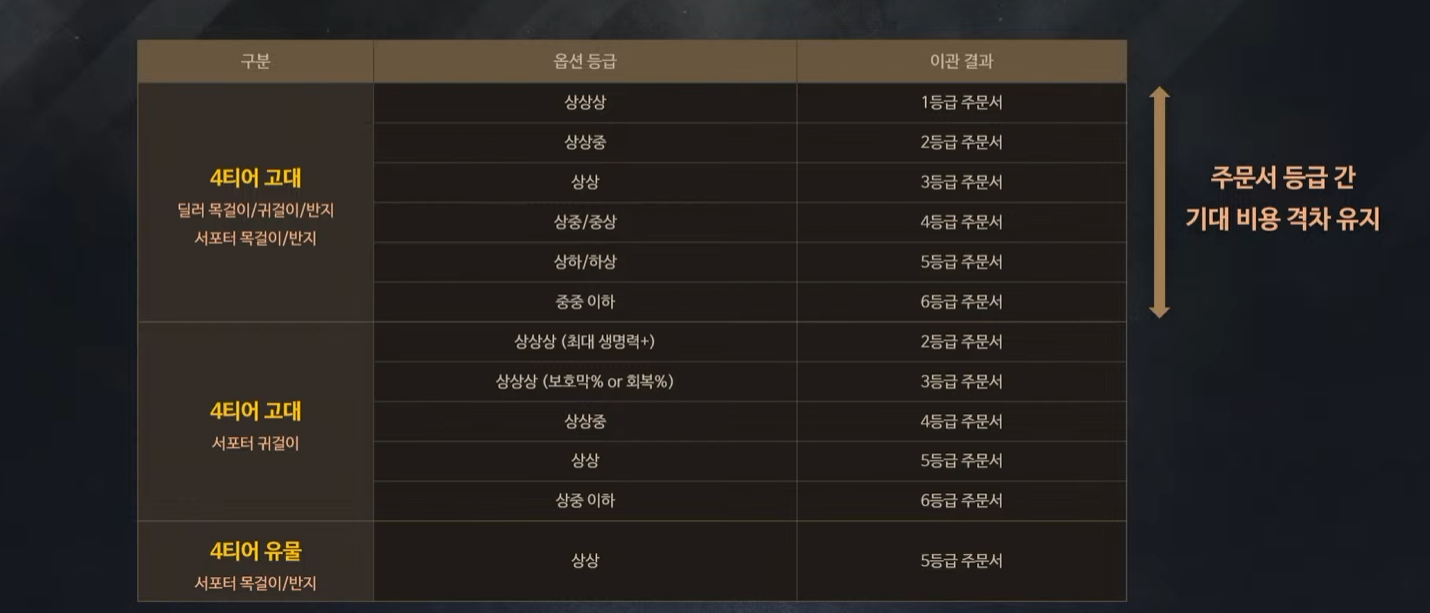 구분 옵션 등급 이관 결과
4티어 고대
딜러 목걸이/귀걸이/반지
서포터 목걸이/반지
상상상 1등급 주문서
상상중 2등급 주문서
상상 3등급 주문서
상중/중상 4등급 주문서
상하/하상 5등급 주문서
중중 이하 6등급 주문서
주문서 등급 간
기대 비용 격차 유지
4티어 고대
서포터 귀걸이
상상상 (최대 생명력+) 2등급 주문서
상상상 (보호막% or 회복%) 3등급 주문서
상상중 4등급 주문서
상상 5등급 주문서
상중 이하 6등급 주문서
4티어 유물
서포터 목걸이/반지
상상 5등급 주문서